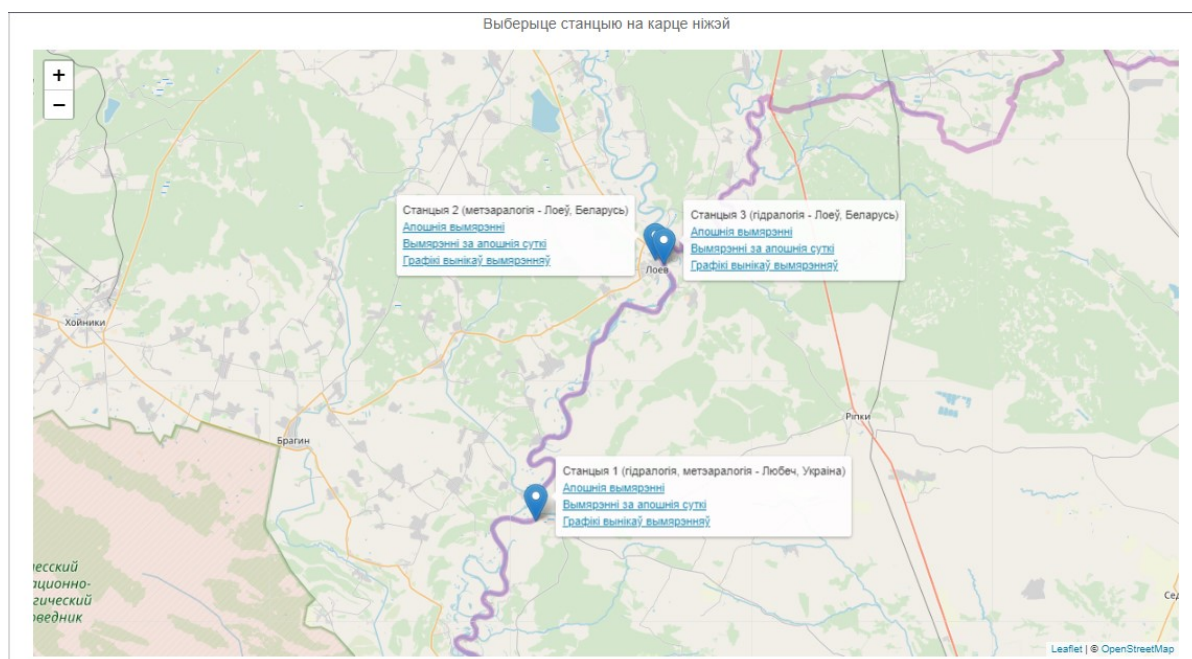 Выберыце станцыю на карце ніжэй
+
−
Станцыя 2 (метэаралогія - Лоеў, Беларусь)
Апошнія вымярэнні
Вымярэнні за апошнія суткі
Графікі вынікаў вымярэнняў
Станцыя 3 (гідралогія - Лоеў, Беларусь)
Апошнія вымярэнні
Вымярэнні за апошнія суткі
Графікі вынікаў вымярэнняў
Лоев
Хойники
Ріпки
Брагин
Станцыя 1 (гідралогія, метэаралогія - Любеч, Украіна)
Апошнія вымярэнні
Вымярэнні за апошнія суткі
Графікі вынікаў вымярэнняў
есский
ационно-
гический
оведник
Сед
Leaflet | © OpenStreetMap